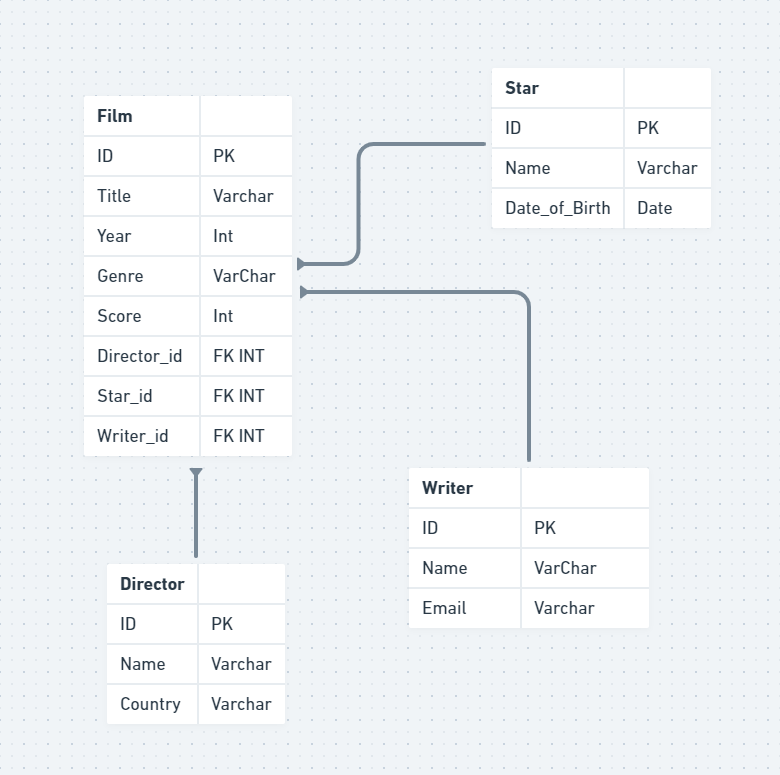 Film
ID PK
Title Varchar
Year Int
Genre VarChar
Score Int
Director_id FK INT
Star_id FK INT
Writer_id FK INT
Star
ID PK
Name Varchar
Date_of_Birth Date
Writer
ID PK
Name VarChar
Email Varchar
Director
ID PK
Name Varchar
Country Varchar